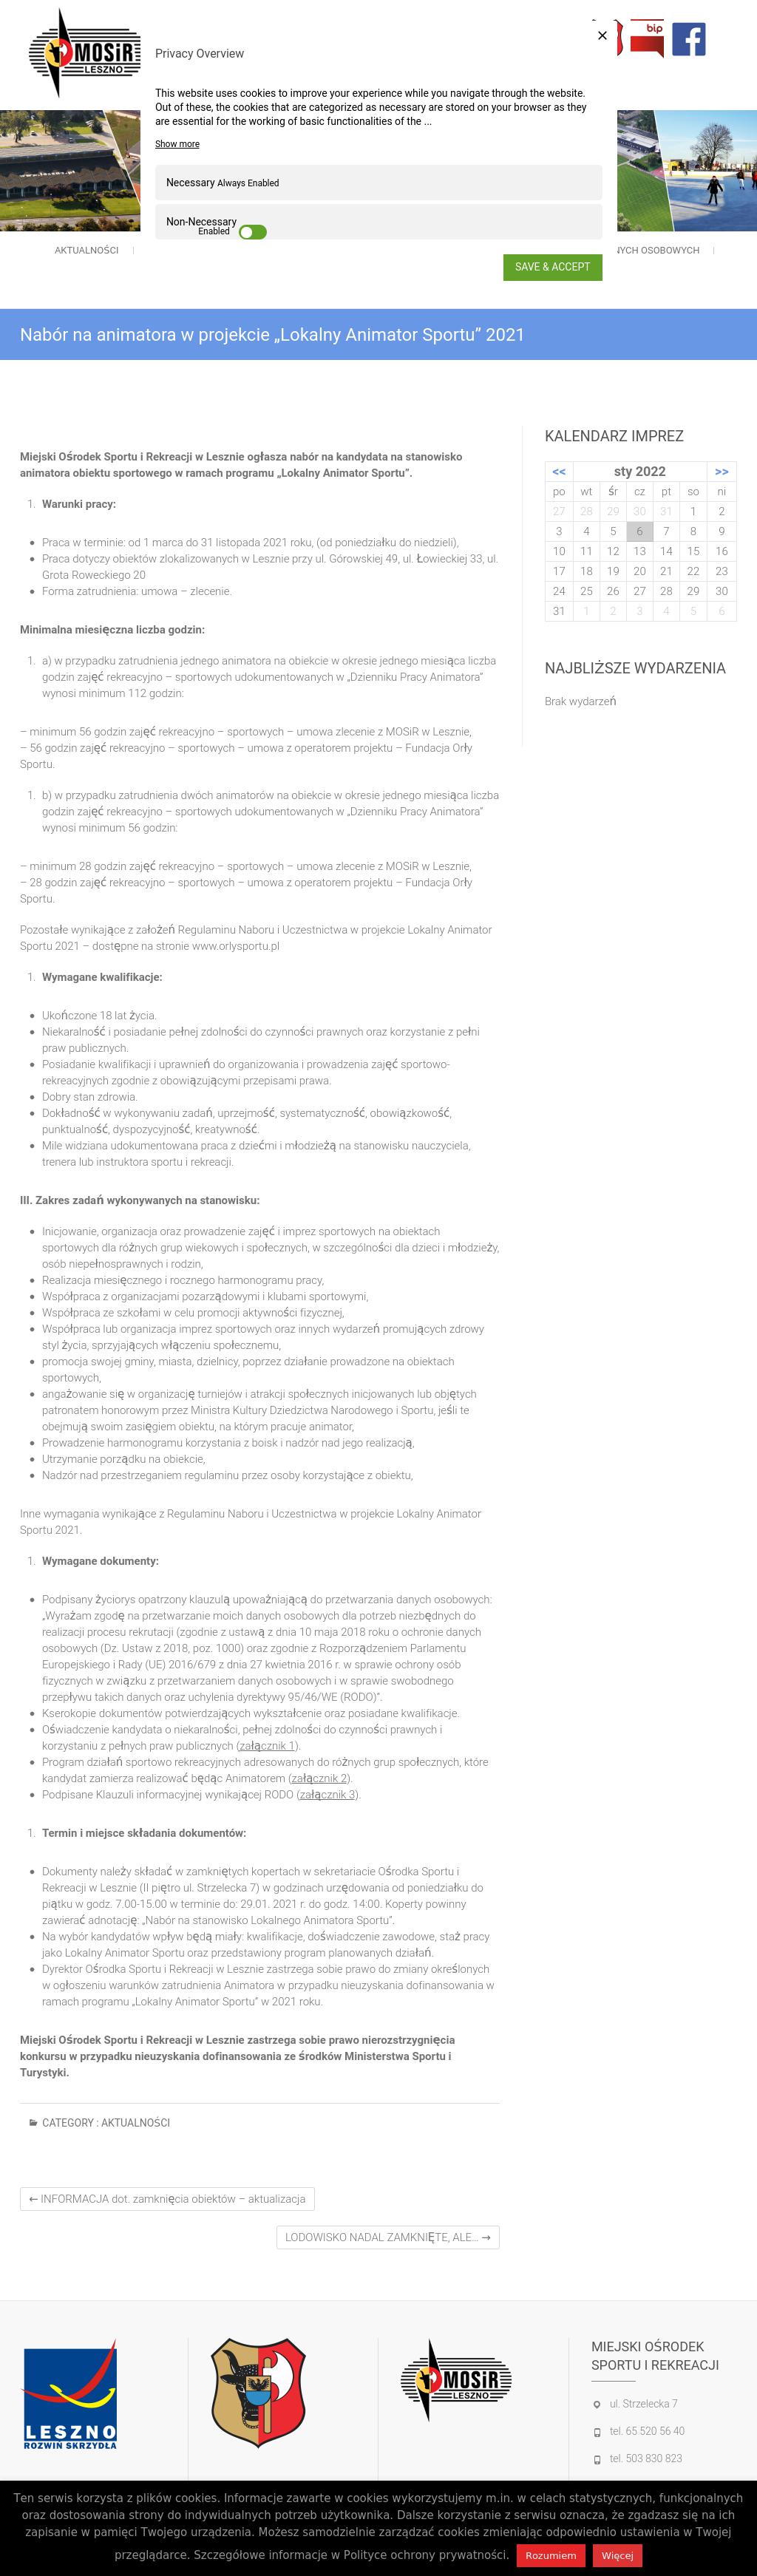 MOSiR
LESZNO
bip
Privacy Overview
×
This website uses cookies to improve your experience while you navigate through the website.
Out of these, the cookies that are categorized as necessary are stored on your browser as they
are essential for the working of basic functionalities of the ...
Show more
Necessary Always Enabled
Non-Necessary
Enabled
SAVE & ACCEPT
AKTUALNOŚCI
NYCH OSOBOWYCH
Nabór na animatora w projekcie „Lokalny Animator Sportu” 2021
Miejski Ośrodek Sportu i Rekreacji w Lesznie ogłasza nabór na kandydata na stanowisko
animatora obiektu sportowego w ramach programu „Lokalny Animator Sportu”.
1. Warunki pracy:
Praca w terminie: od 1 marca do 31 listopada 2021 roku, (od poniedziałku do niedzieli),
Praca dotyczy obiektów zlokalizowanych w Lesznie przy ul. Górowskiej 49, ul. Łowieckiej 33, ul.
Grota Roweckiego 20
Forma zatrudnienia: umowa – zlecenie.
Minimalna miesięczna liczba godzin:
1. a) w przypadku zatrudnienia jednego animatora na obiekcie w okresie jednego miesiąca liczba
godzin zajęć rekreacyjno – sportowych udokumentowanych w „Dzienniku Pracy Animatora”
wynosi minimum 112 godzin:
– minimum 56 godzin zajęć rekreacyjno – sportowych – umowa zlecenie z MOSiR w Lesznie,
– 56 godzin zajęć rekreacyjno – sportowych – umowa z operatorem projektu – Fundacja Orły
Sportu.
1. b) w przypadku zatrudnienia dwóch animatorów na obiekcie w okresie jednego miesiąca liczba
godzin zajęć rekreacyjno – sportowych udokumentowanych w „Dzienniku Pracy Animatora”
wynosi minimum 56 godzin:
– minimum 28 godzin zajęć rekreacyjno – sportowych – umowa zlecenie z MOSiR w Lesznie,
– 28 godzin zajęć rekreacyjno – sportowych – umowa z operatorem projektu – Fundacja Orły
Sportu.
Pozostałe wynikające z założeń Regulaminu Naboru i Uczestnictwa w projekcie Lokalny Animator
Sportu 2021 – dostępne na stronie www.orlysportu.pl
1. Wymagane kwalifikacje:
Ukończone 18 lat życia.
Niekaralność i posiadanie pełnej zdolności do czynności prawnych oraz korzystanie z pełni
praw publicznych.
Posiadanie kwalifikacji i uprawnień do organizowania i prowadzenia zajęć sportowo-
rekreacyjnych zgodnie z obowiązującymi przepisami prawa.
Dobry stan zdrowia.
Dokładność w wykonywaniu zadań, uprzejmość, systematyczność, obowiązkowość,
punktualność, dyspozycyjność, kreatywność.
Mile widziana udokumentowana praca z dziećmi i młodzieżą na stanowisku nauczyciela,
trenera lub instruktora sportu i rekreacji.
III. Zakres zadań wykonywanych na stanowisku:
Inicjowanie, organizacja oraz prowadzenie zajęć i imprez sportowych na obiektach
sportowych dla różnych grup wiekowych i społecznych, w szczególności dla dzieci i młodzieży,
osób niepełnosprawnych i rodzin,
Realizacja miesięcznego i rocznego harmonogramu pracy,
Współpraca z organizacjami pozarządowymi i klubami sportowymi,
Współpraca ze szkołami w celu promocji aktywności fizycznej,
Współpraca lub organizacja imprez sportowych oraz innych wydarzeń promujących zdrowy
styl życia, sprzyjających włączeniu społecznemu,
promocja swojej gminy, miasta, dzielnicy, poprzez działanie prowadzone na obiektach
sportowych,
angażowanie się w organizację turniejów i atrakcji społecznych inicjowanych lub objętych
patronatem honorowym przez Ministra Kultury Dziedzictwa Narodowego i Sportu, jeśli te
obejmują swoim zasięgiem obiektu, na którym pracuje animator,
Prowadzenie harmonogramu korzystania z boisk i nadzór nad jego realizacją,
Utrzymanie porządku na obiekcie,
Nadzór nad przestrzeganiem regulaminu przez osoby korzystające z obiektu,
Inne wymagania wynikające z Regulaminu Naboru i Uczestnictwa w projekcie Lokalny Animator
Sportu 2021.
1. Wymagane dokumenty:
Podpisany życiorys opatrzony klauzulą upoważniającą do przetwarzania danych osobowych:
„Wyrażam zgodę na przetwarzanie moich danych osobowych dla potrzeb niezbędnych do
realizacji procesu rekrutacji (zgodnie z ustawą z dnia 10 maja 2018 roku o ochronie danych
osobowych (Dz. Ustaw z 2018, poz. 1000) oraz zgodnie z Rozporządzeniem Parlamentu
Europejskiego i Rady (UE) 2016/679 z dnia 27 kwietnia 2016 r. w sprawie ochrony osób
fizycznych w związku z przetwarzaniem danych osobowych i w sprawie swobodnego
przepływu takich danych oraz uchylenia dyrektywy 95/46/WE (RODO)”.
Kserokopie dokumentów potwierdzających wykształcenie oraz posiadane kwalifikacje.
Oświadczenie kandydata o niekaralności, pełnej zdolności do czynności prawnych i
korzystaniu z pełnych praw publicznych (załącznik 1).
Program działań sportowo rekreacyjnych adresowanych do różnych grup społecznych, które
kandydat zamierza realizować będąc Animatorem (załącznik 2).
Podpisane Klauzuli informacyjnej wynikającej RODO (załącznik 3).
1. Termin i miejsce składania dokumentów:
Dokumenty należy składać w zamkniętych kopertach w sekretariacie Ośrodka Sportu i
Rekreacji w Lesznie (II piętro ul. Strzelecka 7) w godzinach urzędowania od poniedziałku do
piątku w godz. 7.00-15.00 w terminie do: 29.01. 2021 r. do godz. 14:00. Koperty powinny
zawierać adnotację: „Nabór na stanowisko Lokalnego Animatora Sportu”.
Na wybór kandydatów wpływ będą miały: kwalifikacje, doświadczenie zawodowe, staż pracy
jako Lokalny Animator Sportu oraz przedstawiony program planowanych działań.
Dyrektor Ośrodka Sportu i Rekreacji w Lesznie zastrzega sobie prawo do zmiany określonych
w ogłoszeniu warunków zatrudnienia Animatora w przypadku nieuzyskania dofinansowania w
ramach programu „Lokalny Animator Sportu” w 2021 roku.
Miejski Ośrodek Sportu i Rekreacji w Lesznie zastrzega sobie prawo nierozstrzygnięcia
konkursu w przypadku nieuzyskania dofinansowania ze środków Ministerstwa Sportu i
Turystyki.
CATEGORY : AKTUALNOŚCI
← INFORMACJA dot. zamknięcia obiektów – aktualizacja
LODOWISKO NADAL ZAMKNIĘTE, ALE… →
KALENDARZ IMPREZ
<< sty 2022 >>
po wt śr cz pt so ni
27 28 29 30 31 1 2
3 4 5 6 7 8 9
10 11 12 13 14 15 16
17 18 19 20 21 22 23
24 25 26 27 28 29 30
31 1 2 3 4 5 6
NAJBLIŻSZE WYDARZENIA
Brak wydarzeń
LESZNO
ROZWIŃ SKRZYDŁA
MOSiR
LESZNO
MIEJSKI OŚRODEK
SPORTU I REKREACJI
ul. Strzelecka 7
tel. 65 520 56 40
tel. 503 830 823
Ten serwis korzysta z plików cookies. Informacje zawarte w cookies wykorzystujemy m.in. w celach statystycznych, funkcjonalnych
oraz dostosowania strony do indywidualnych potrzeb użytkownika. Dalsze korzystanie z serwisu oznacza, że zgadzasz się na ich
zapisanie w pamięci Twojego urządzenia. Możesz samodzielnie zarządzać cookies zmieniając odpowiednio ustawienia w Twojej
przeglądarce. Szczegółowe informacje w Polityce ochrony prywatności. Rozumiem Więcej